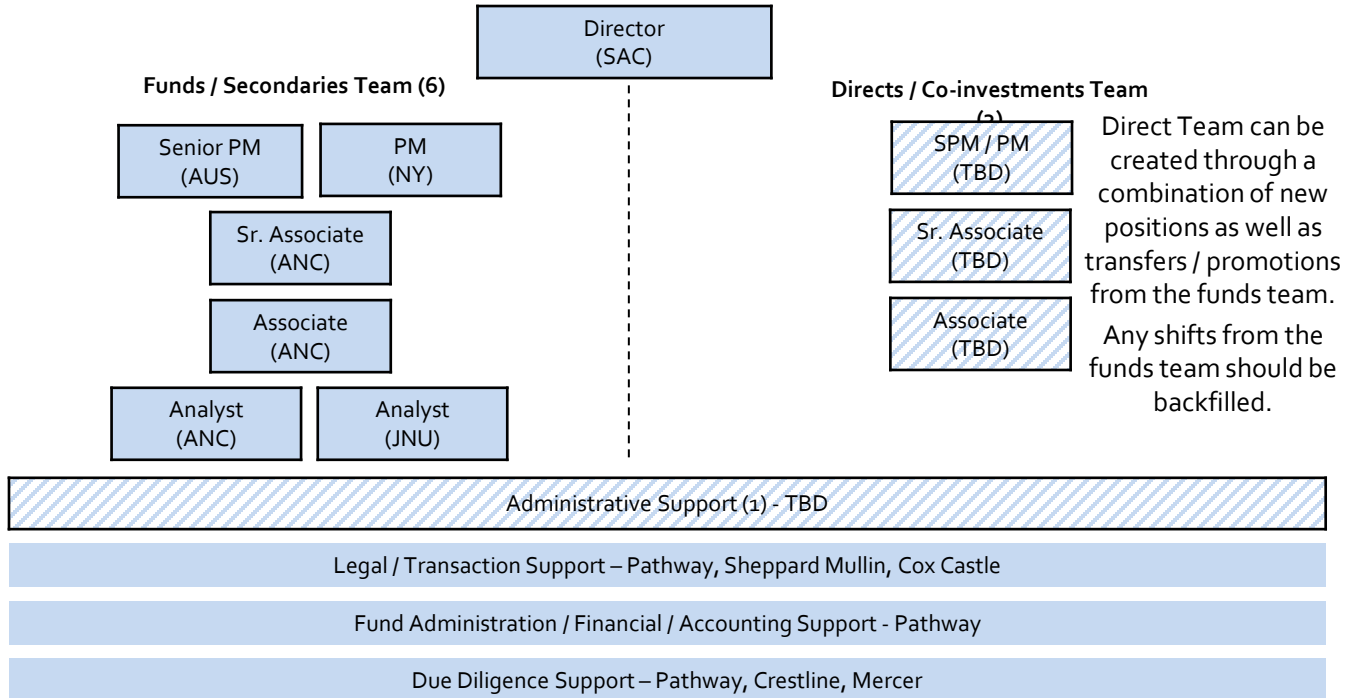 Director
(SAC)
Funds / Secondaries Team (6)
Senior PM
(AUS)
PM
(NY)
Sr. Associate
(ANC)
Associate
(ANC)
Analyst
(ANC)
Analyst
(JNU)
Directs / Co-investments Team
SPM / PM
(TBD)
Sr. Associate
(TBD)
Associate
(TBD)
Direct Team can be
created through a
combination of new
positions as well as
transfers / promotions
from the funds team.
Any shifts from the
funds team should be
backfilled.
Administrative Support (1) - TBD
Legal / Transaction Support – Pathway, Sheppard Mullin, Cox Castle
Fund Administration / Financial / Accounting Support - Pathway
Due Diligence Support – Pathway, Crestline, Mercer